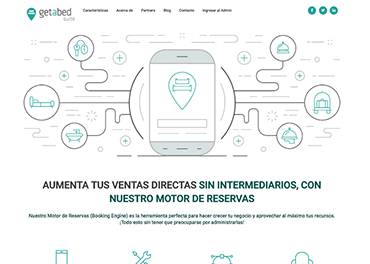 getabed
SUITE
Características Acerca de Partners Blog Contacto Ingresar al Admin
AUMENTA TUS VENTAS DIRECTAS SIN INTERMEDIARIOS, CON
NUESTRO MOTOR DE RESERVAS
Nuestro Motor de Reservas (Booking Engine) es la herramienta perfecta para hacer crecer tu negocio y aprovechar al máximo tus recursos.
¡Todo esto sin tener que preocuparse por administrarlas!